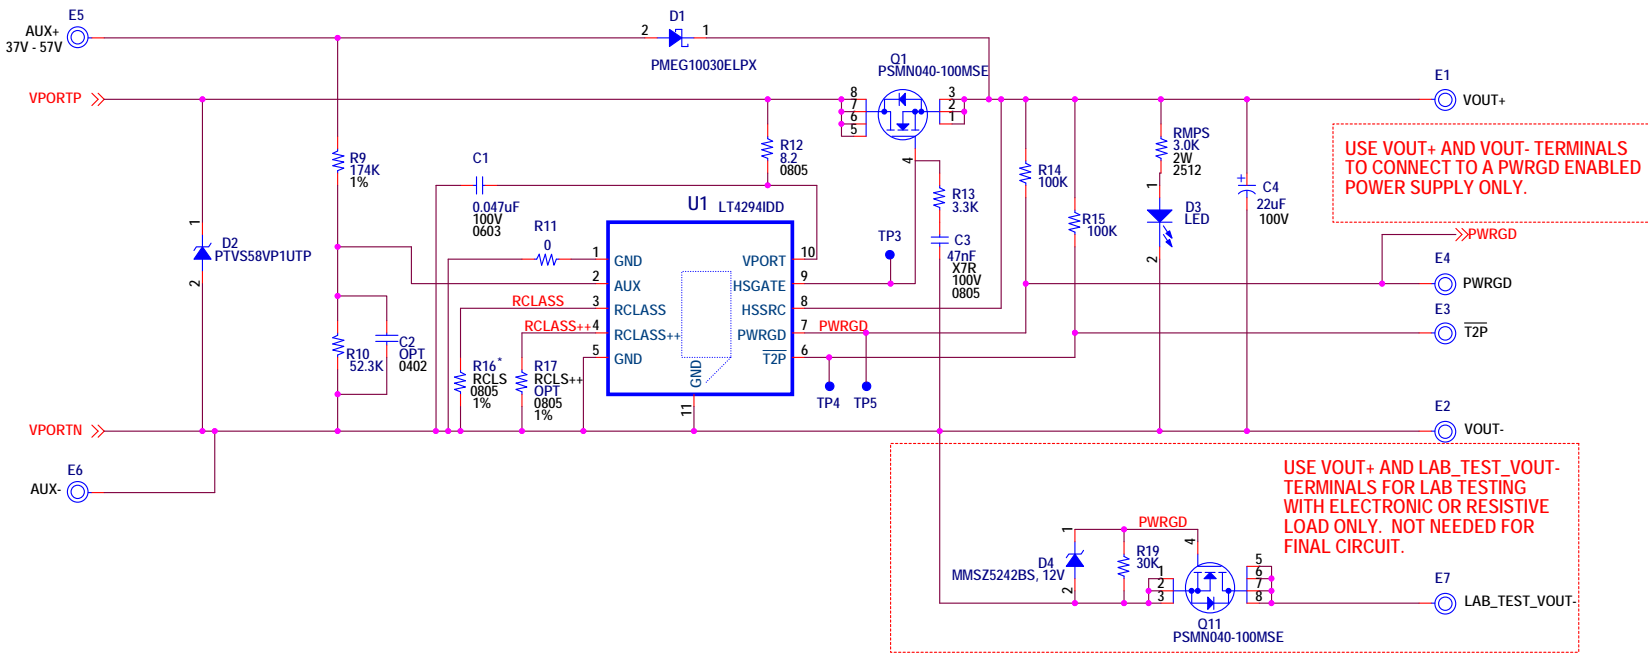 E5
AUX+
37V - 57V
D1
2
1
PMEG10030ELPX
Q1
PSMN040-100MSE
VPORTP
8
7
6
5
3
2
1
4
E1
VOUT+
USE VOUT+ AND VOUT- TERMINALS
TO CONNECT TO A PWRGD ENABLED
POWER SUPPLY ONLY.
R9
174K
1%
C1
0.047uF
100V
0603
R12
8.2
0805
R13
3.3K
R14
100K
R15
100K
RMPS
3.0K
2W
2512
1
D3
LED
2
+
C4
22uF
100V
1
D2
PTVS58VP1UTP
2
R11
0
U1
LT4294IDD
TP3
C3
47nF
X7R
100V
0805
PWRGD
1
GND
VPORT
10
2
AUX
HSGATE
9
RCLASS
3
RCLASS
HSSRC
8
RCLASS++
4
RCLASS++
PWRGD
7
PWRGD
5
GND
T2P
6
GND
11
E4
PWRGD
E3
T2P
R10
52.3K
C2
OPT
0402
R16*
RCLS
0805
1%
R17
RCLS++
OPT
0805
1%
TP4
TP5
VPORTN
E2
VOUT-
E6
AUX-
USE VOUT+ AND LAB_TEST_VOUT-
TERMINALS FOR LAB TESTING
WITH ELECTRONIC OR RESISTIVE
LOAD ONLY. NOT NEEDED FOR
FINAL CIRCUIT.
PWRGD
1
D4
MMSZ5242BS, 12V
2
R19
30K
4
1
2
3
5
6
7
8
Q11
PSMN040-100MSE
E7
LAB_TEST_VOUT-